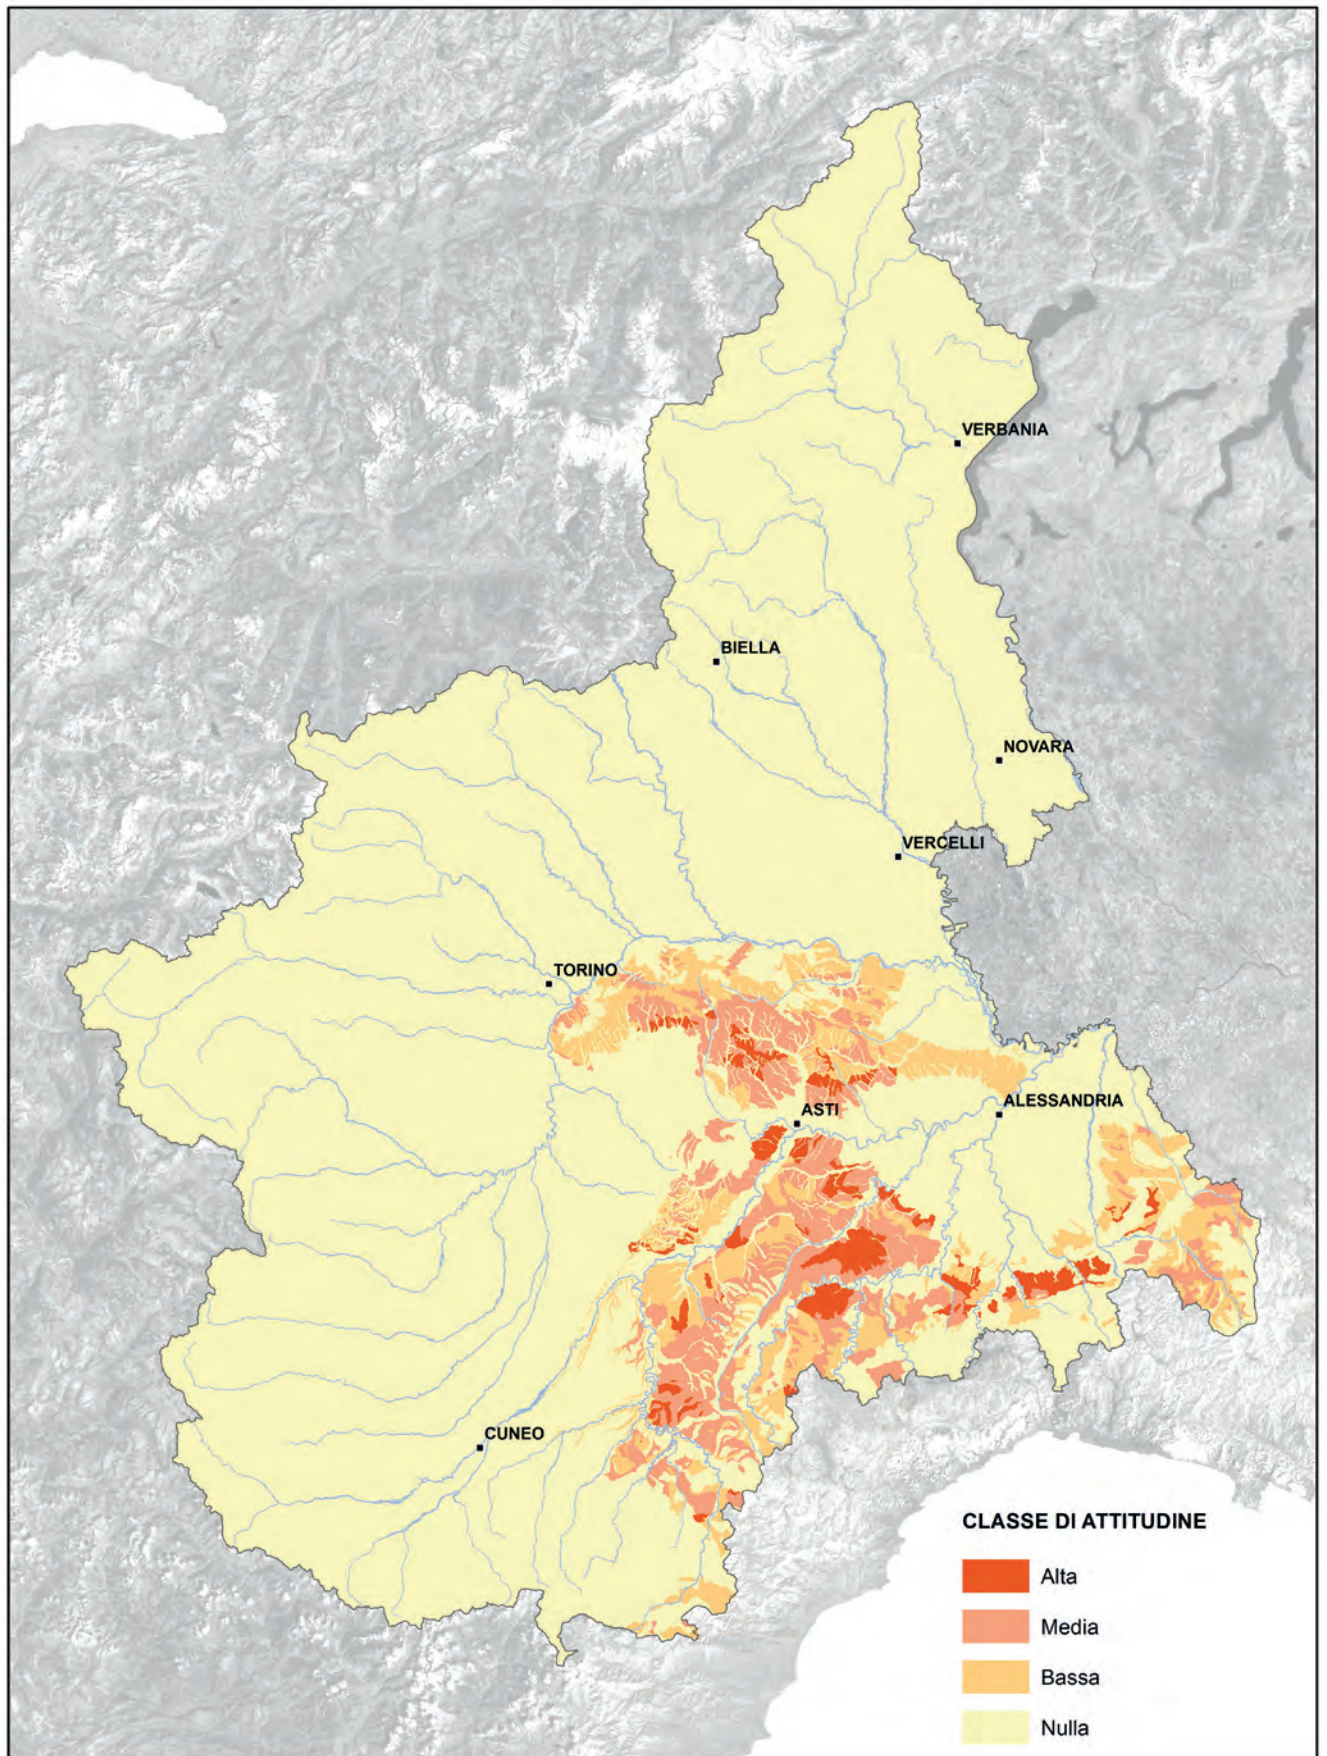 VERBANIA
BIELLA
NOVARA
VERCELLI
TORINO
ALESSANDRIA
ASTI
CUNEO
CLASSE DI ATTITUDINE
Alta
Media
Bassa
Nulla